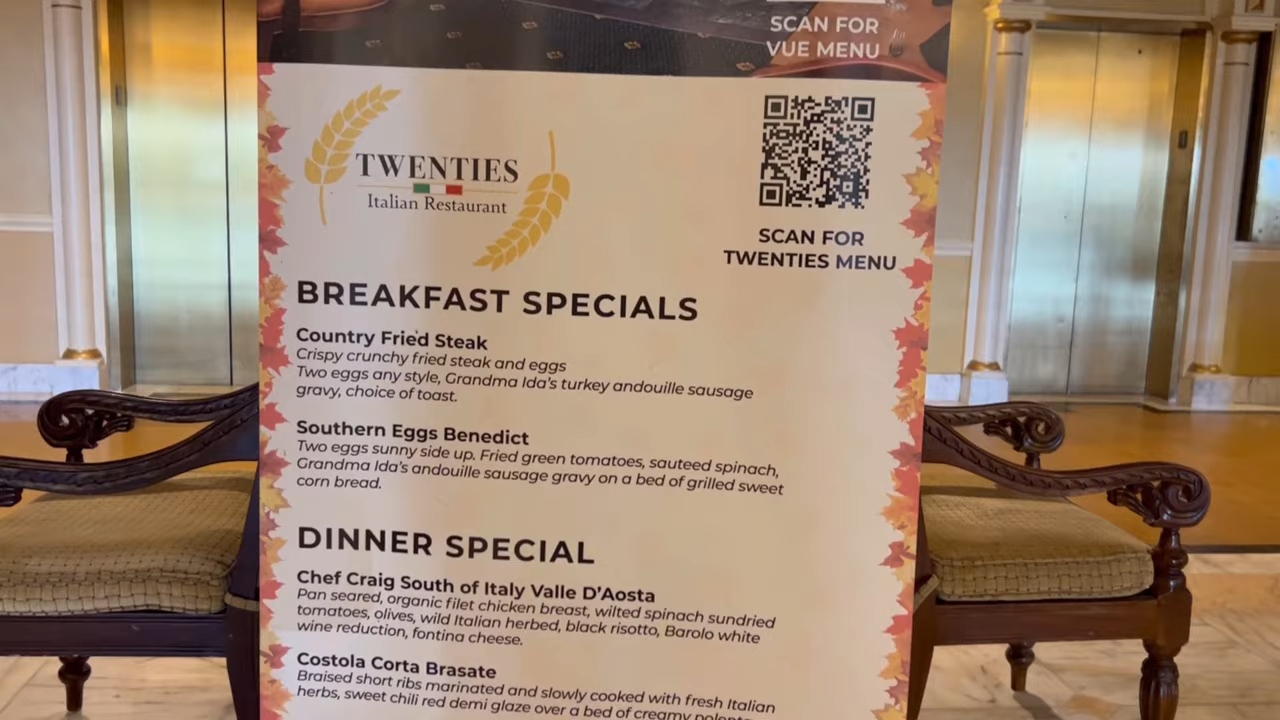 SCAN FOR
VUE MENU
TWENTIES
Italian Restaurant
SCAN FOR
TWENTIES MENU
BREAKFAST SPECIALS
Country Fried Steak
Crispy crunchy fried steak and eggs
Two eggs any style, Grandma Ida's turkey andouille sausage
gravy, choice of toast.
Southern Eggs Benedict
Two eggs sunny side up. Fried green tomatoes, sauteed spinach,
Grandma Ida's andouille sausage gravy on a bed of grilled sweet
corn bread.
DINNER SPECIAL
Chef Craig South of Italy Valle D'Aosta
Pan seared, organic filet chicken breast, wilted spinach sundried
tomatoes, olives, wild Italian herbed, black risotto, Barolo white
wine reduction, fontina cheese.
Costola Corta Brasate
Braised short ribs marinated and slowly cooked with fresh Italian
herbs, sweet chili red demi glaze over a bed of creamy